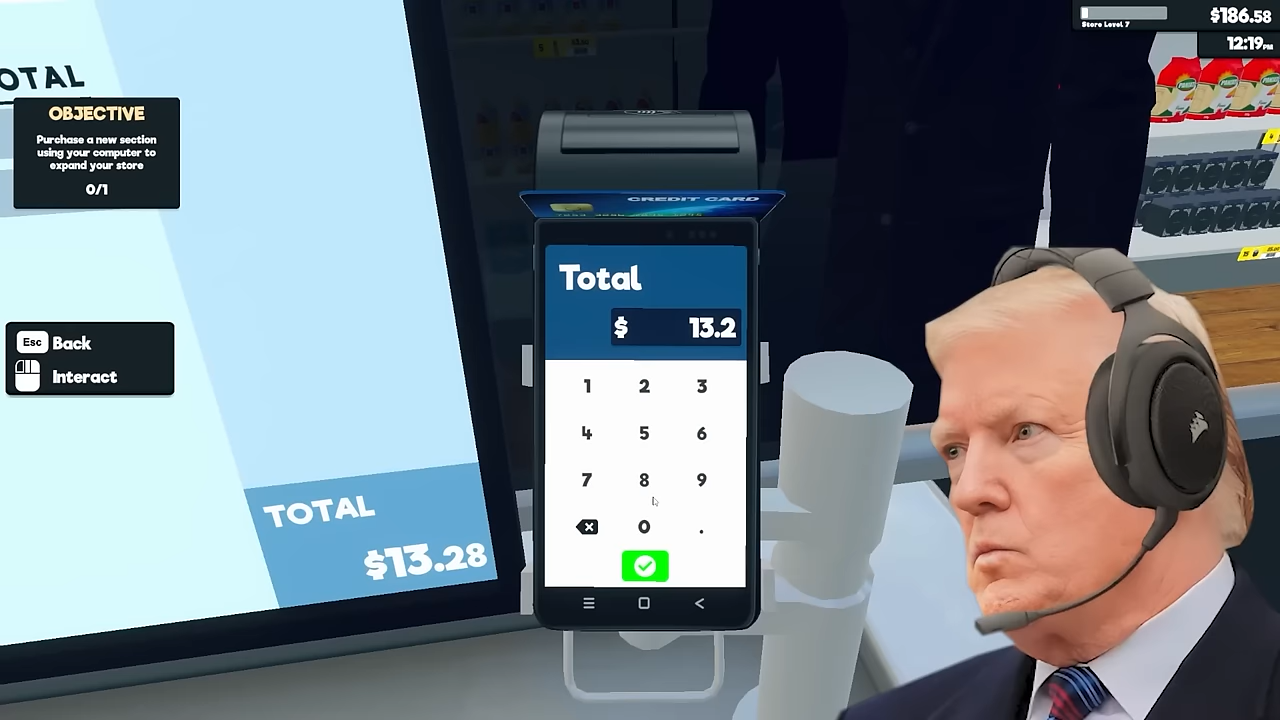 $186.58
Store Level 7
12:19PM
OTAL
OBJECTIVE
Purchase a new section
using your computer to
expand your store
0/1
CREDIT CARD
Total
$ 13.2
Esc Back
Interact
1 2 3
4 5 6
7 8 9
0 .
TOTAL
$13.28